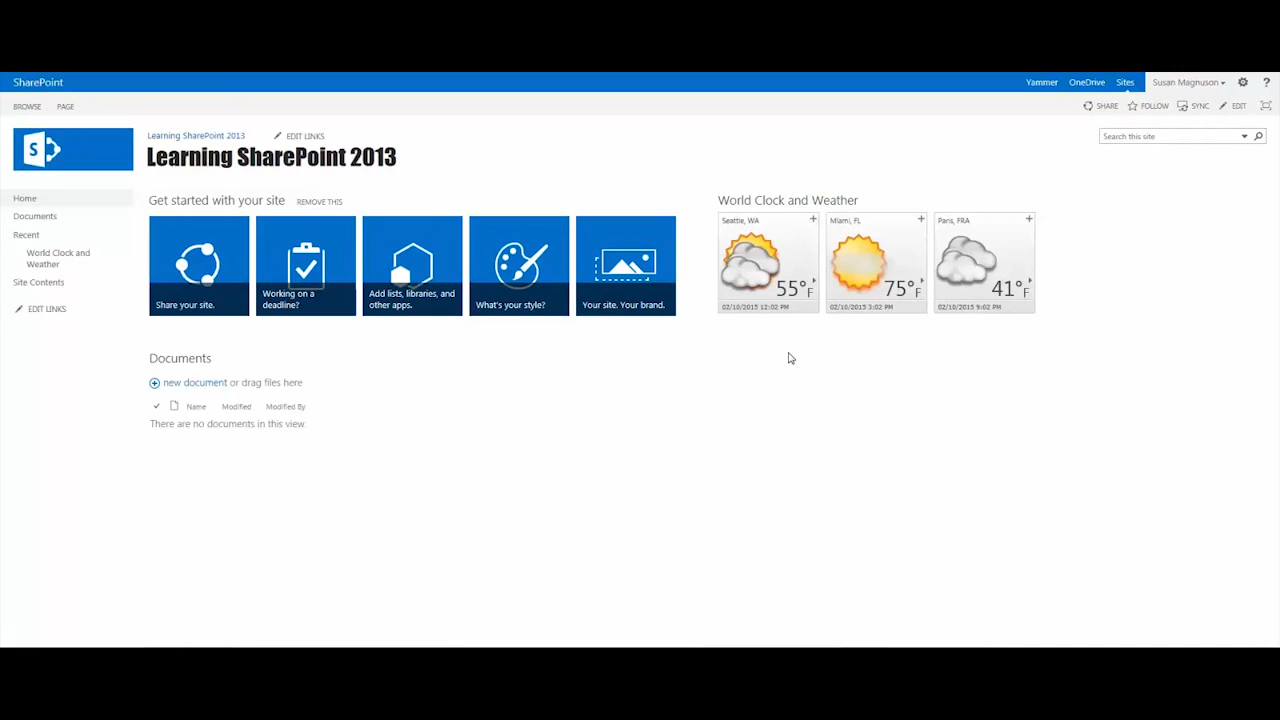 SharePoint
Yammer OneDrive Sites Susan Magnuson ?
BROWSE PAGE
SHARE FOLLOW SYNC EDIT
S
Learning SharePoint 2013 EDIT LINKS
Learning SharePoint 2013
Search this site
Home
Documents
Recent
World Clock and
Weather
Site Contents
EDIT LINKS
Get started with your site REMOVE THIS
Share your site.
Working on a
deadline?
Add lists, libraries, and
other apps.
What's your style?
Your site. Your brand.
World Clock and Weather
Seattle, WA
55°F
02/10/2015 12:02 PM
Miami, FL
75°F
02/10/2015 3:02 PM
Paris, FRA
41°F
02/10/2015 9:02 PM
Documents
new document or drag files here
Name Modified Modified By
There are no documents in this view.